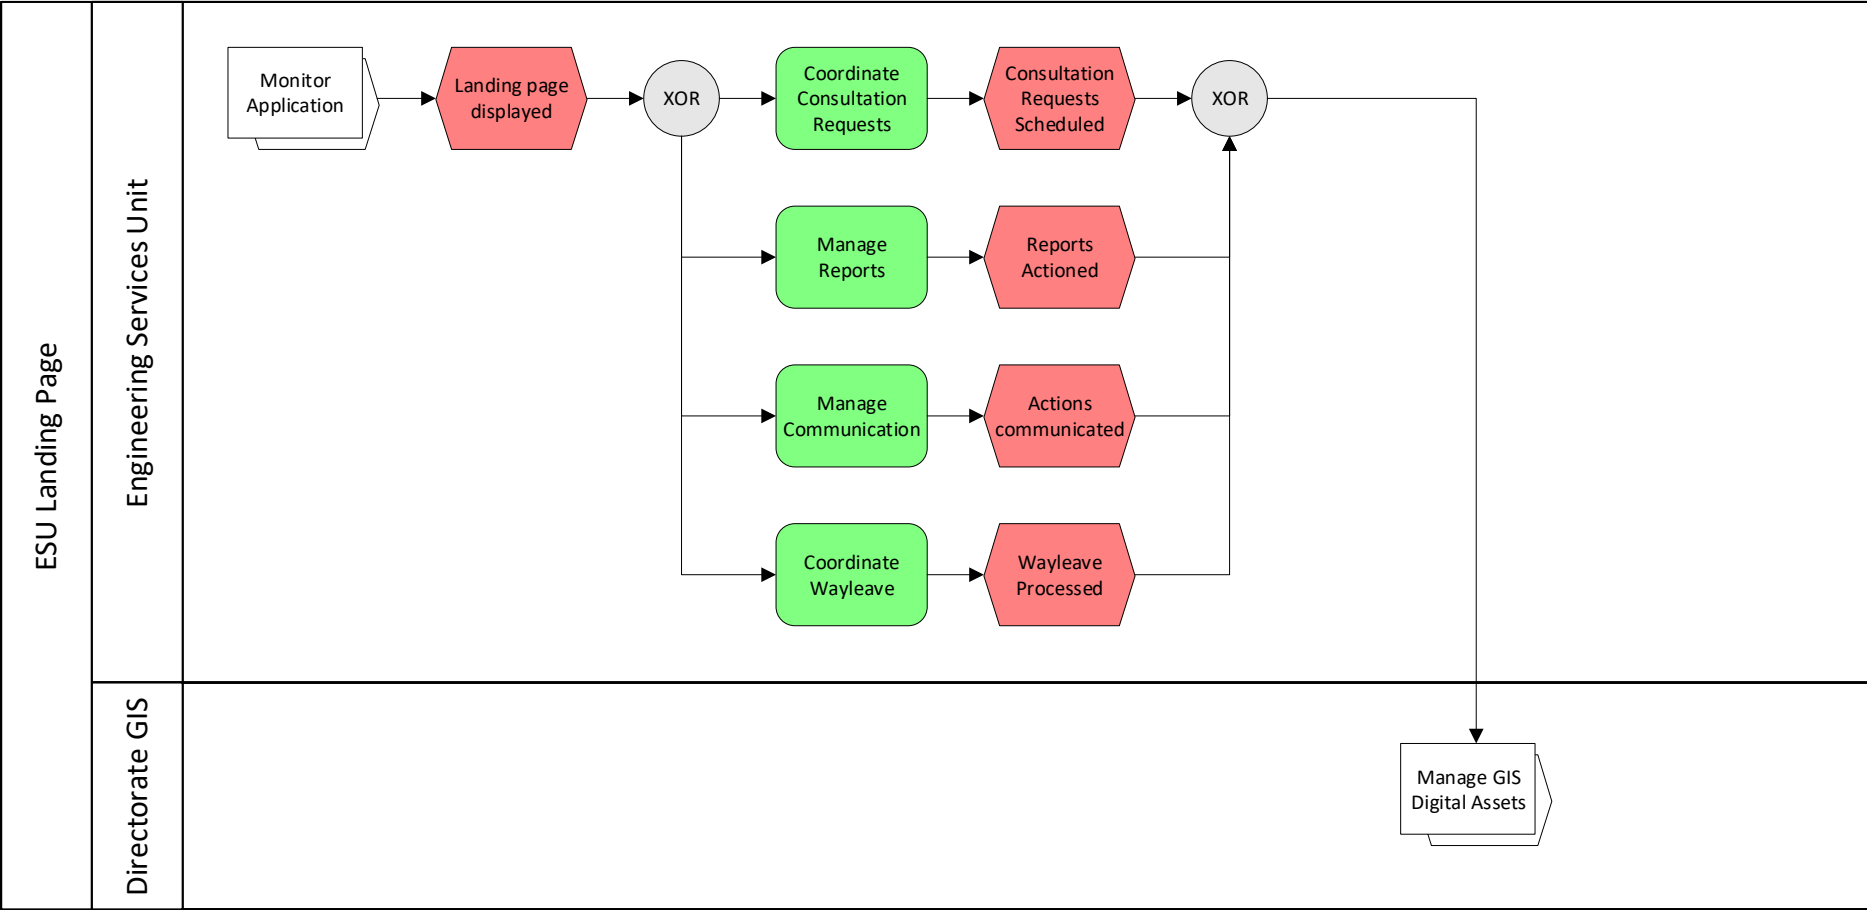 ESU Landing Page
Engineering Services Unit
Monitor
Application
Landing page
displayed
XOR
Coordinate
Consultation
Requests
Consultation
Requests
Scheduled
XOR
Manage
Reports
Reports
Actioned
Manage
Communication
Actions
communicated
Coordinate
Wayleave
Wayleave
Processed
Directorate GIS
Manage GIS
Digital Assets